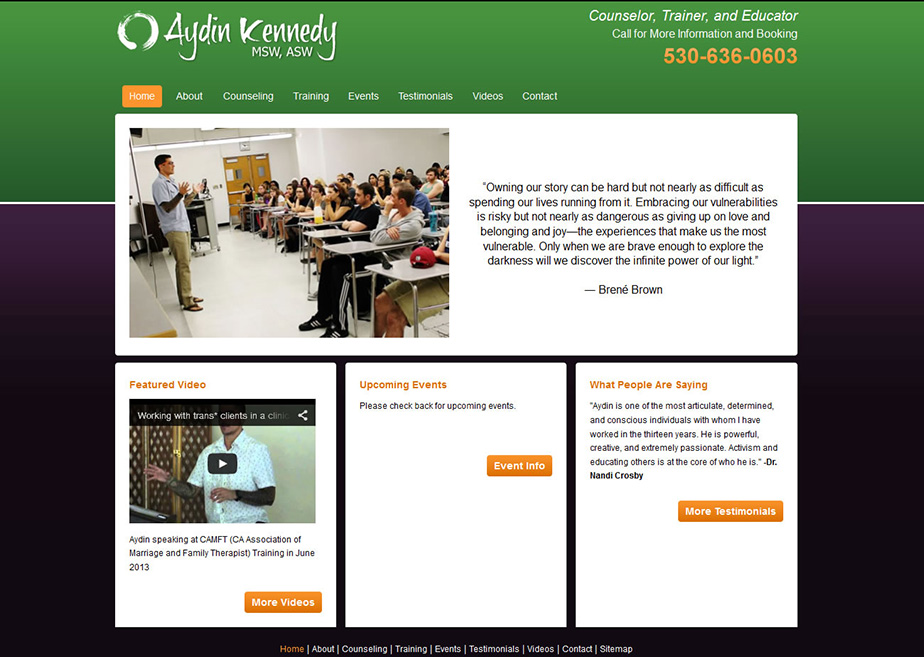 Aydin Kennedy
MSW, ASW
Counselor, Trainer, and Educator
Call for More Information and Booking
530-636-0603
Home About Counseling Training Events Testimonials Videos Contact
"Owning our story can be hard but not nearly as difficult as
spending our lives running from it. Embracing our vulnerabilities
is risky but not nearly as dangerous as giving up on love and
belonging and joy—the experiences that make us the most
vulnerable. Only when we are brave enough to explore the
darkness will we discover the infinite power of our light."
— Brené Brown
Featured Video
Working with trans* clients in a clinic
Aydin speaking at CAMFT (CA Association of
Marriage and Family Therapist) Training in June
2013
More Videos
Upcoming Events
Please check back for upcoming events.
Event Info
What People Are Saying
"Aydin is one of the most articulate, determined,
and conscious individuals with whom I have
worked in the thirteen years. He is powerful,
creative, and extremely passionate. Activism and
educating others is at the core of who he is." -Dr.
Nandi Crosby
More Testimonials
Home | About | Counseling | Training | Events | Testimonials | Videos | Contact | Sitemap